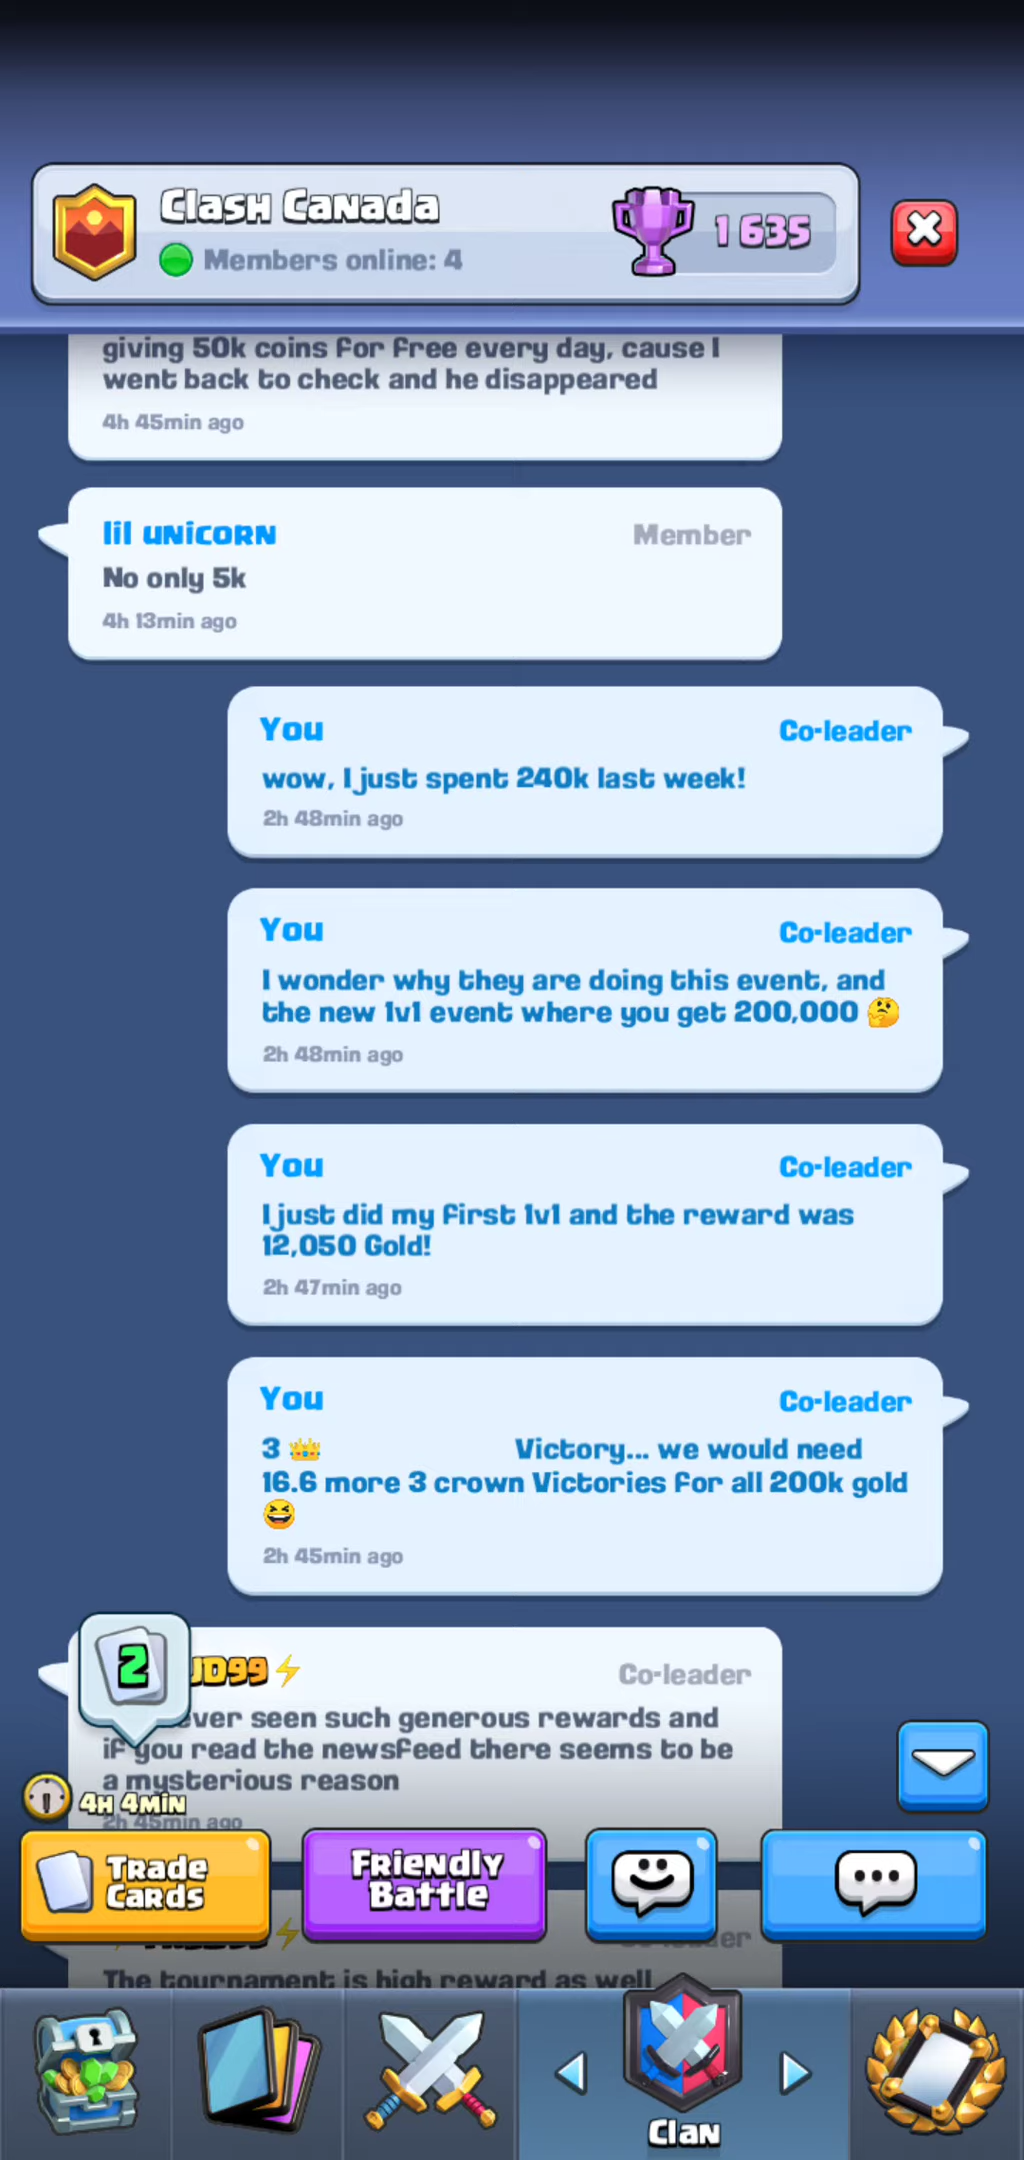 Clash Canada
Members online: 4
1 635
giving 50k coins for free every day, cause I
went back to check and he disappeared
4h 45min ago
lil unicorn
Member
No only 5k
4h 13min ago
You
Co-leader
wow, I just spent 240k last week!
2h 48min ago
You
Co-leader
I wonder why they are doing this event, and
the new 1v1 event where you get 200,000 🤔
2h 48min ago
You
Co-leader
I just did my first 1v1 and the reward was
12,050 Gold!
2h 47min ago
You
Co-leader
3 👑 Victory... we would need
16.6 more 3 crown Victories for all 200k gold
😆
2h 45min ago
2
JD99⚡
Co-leader
ever seen such generous rewards and
if you read the newsfeed there seems to be
a mysterious reason
2h 45min ago
4h 4min
Trade
Cards
Friendly
Battle
The tournament is high reward as well
Clan